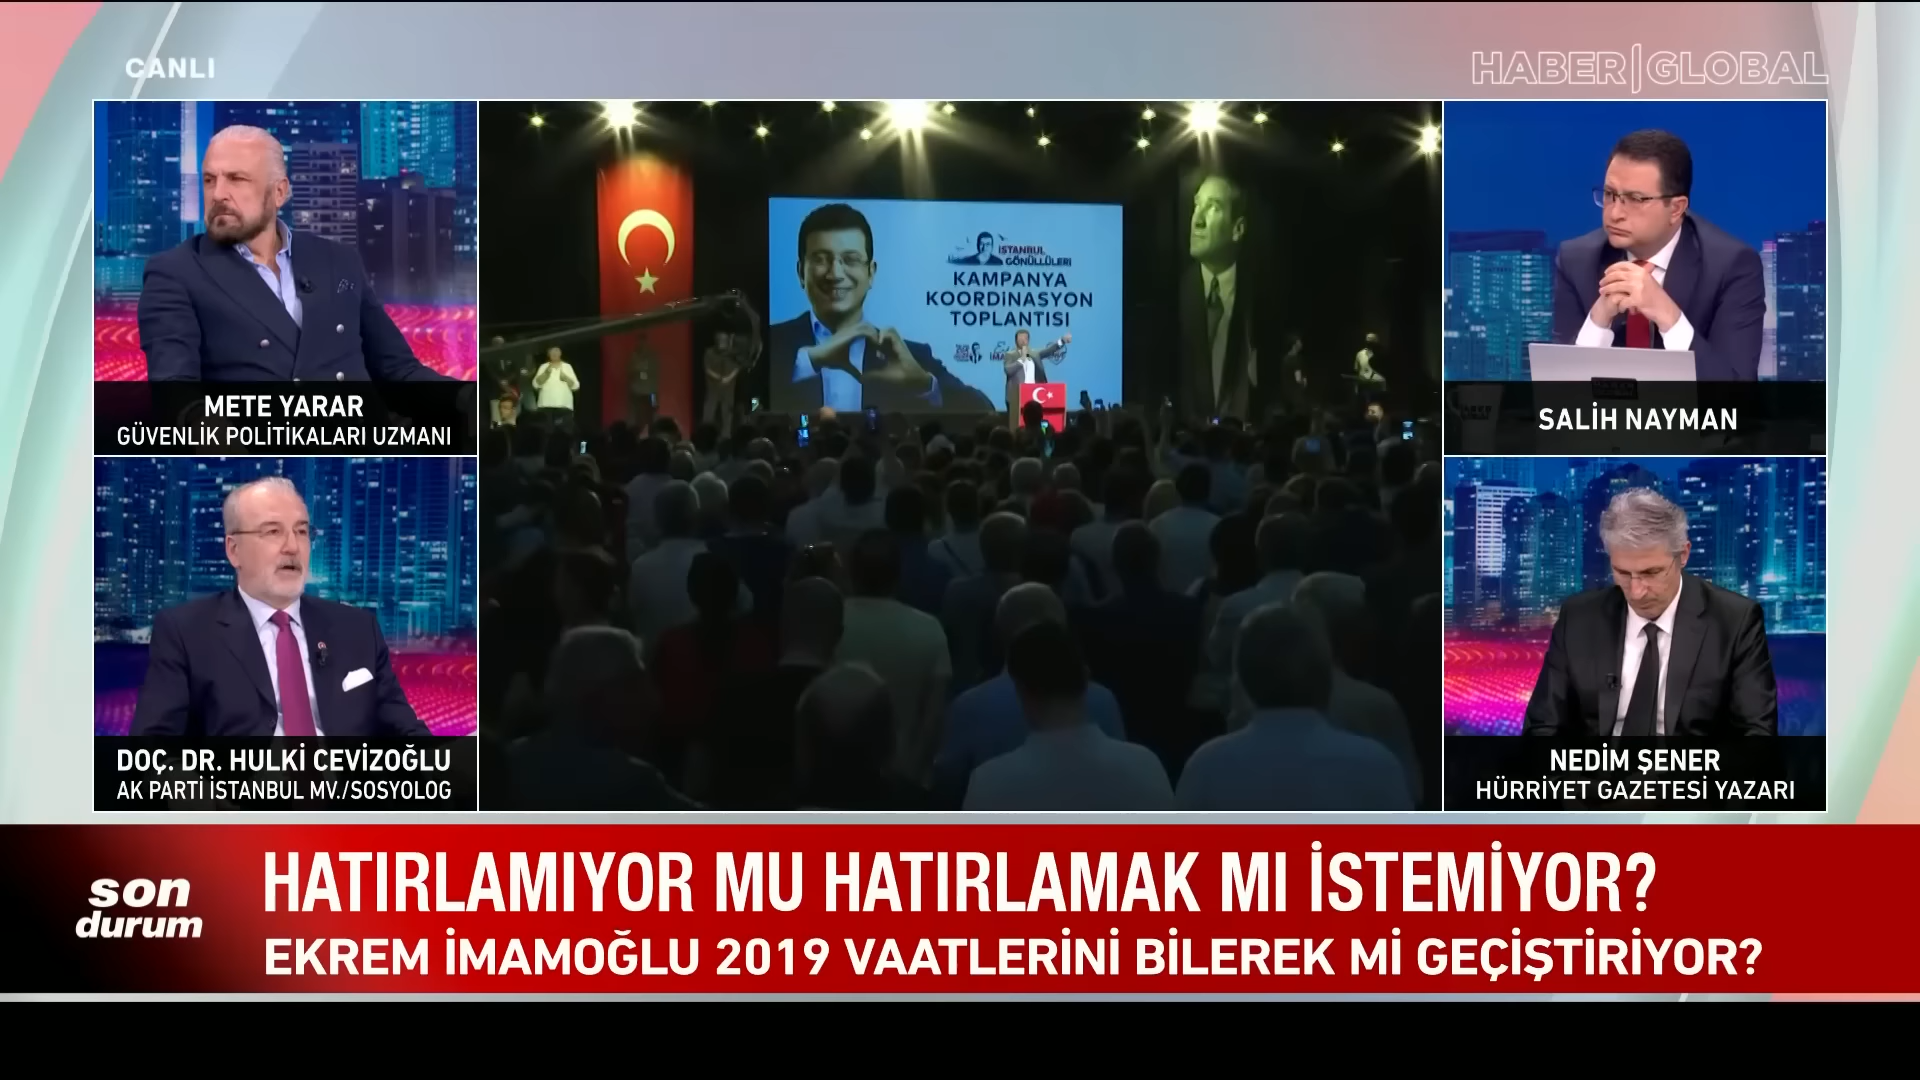 CANLI
HABER|GLOBAL
METE YARAR
GÜVENLİK POLİTİKALARI UZMANI
İSTANBUL
GÖNÜLLÜLERİ
KAMPANYA
KOORDİNASYON
TOPLANTISI
SALİH NAYMAN
DOÇ. DR. HULKİ CEVİZOĞLU
AK PARTİ İSTANBUL MV./SOSYOLOG
NEDİM ŞENER
HÜRRİYET GAZETESİ YAZARI
son
durum
HATIRLAMIYOR MU HATIRLAMAK MI İSTEMİYOR?
EKREM İMAMOĞLU 2019 VAATLERİNİ BİLEREK Mİ GEÇİŞTİRİYOR?